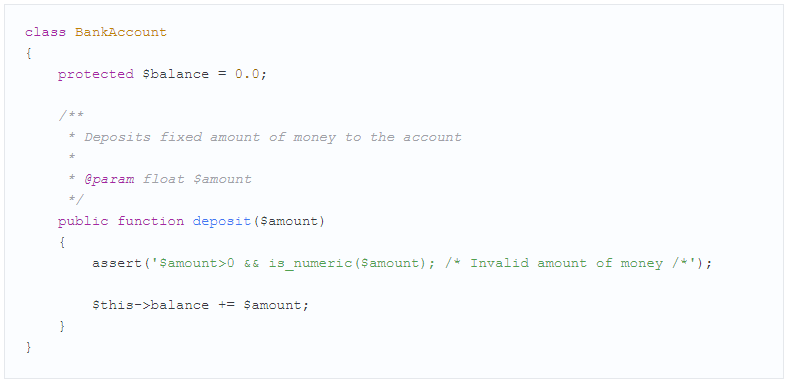 class BankAccount
{
    protected $balance = 0.0;

    /**
     * Deposits fixed amount of money to the account
     *
     * @param float $amount
     */
    public function deposit($amount)
    {
        assert('$amount>0 && is_numeric($amount); /* Invalid amount of money /*');

        $this->balance += $amount;
    }
}